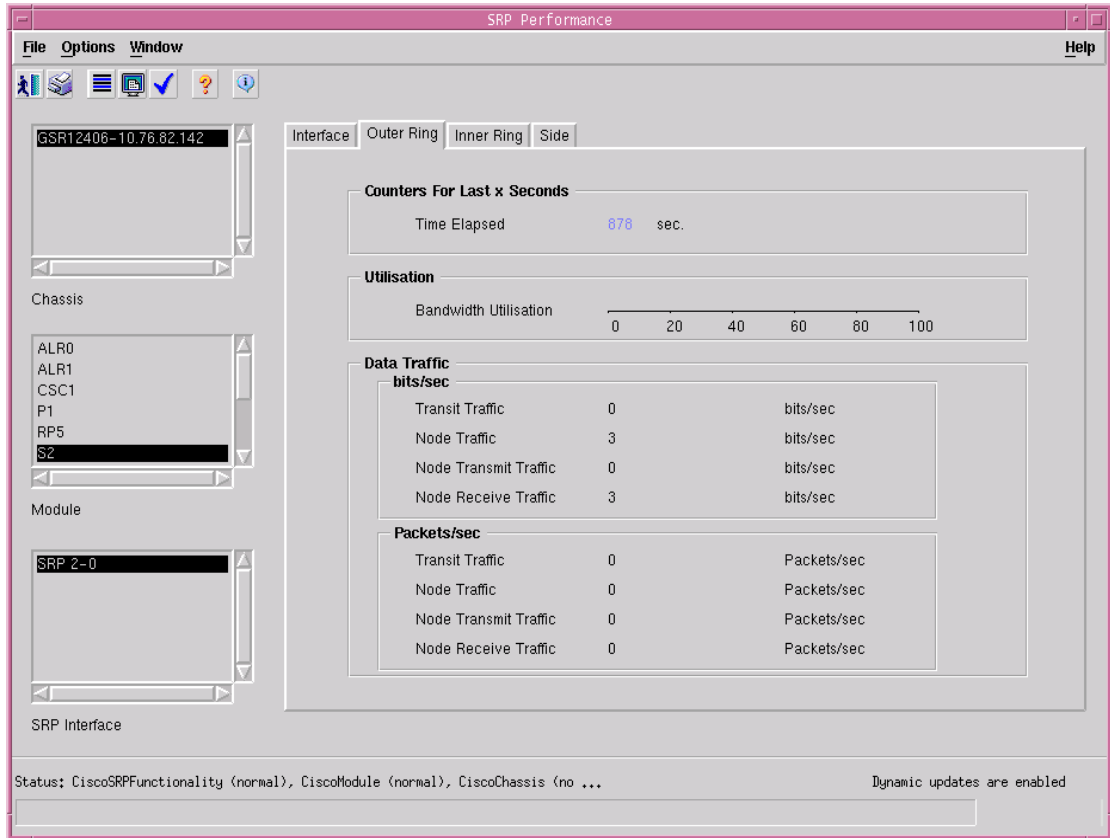 SRP Performance
File Options Window Help
GSR12406-10.76.82.142
Chassis
ALR0
ALR1
CSC1
P1
RP5
S2
Module
SRP 2-0
SRP Interface
Interface Outer Ring Inner Ring Side
Counters For Last x Seconds
Time Elapsed 878 sec.
Utilisation
Bandwidth Utilisation
0 20 40 60 80 100
Data Traffic
bits/sec
Transit Traffic 0 bits/sec
Node Traffic 3 bits/sec
Node Transmit Traffic 0 bits/sec
Node Receive Traffic 3 bits/sec
Packets/sec
Transit Traffic 0 Packets/sec
Node Traffic 0 Packets/sec
Node Transmit Traffic 0 Packets/sec
Node Receive Traffic 0 Packets/sec
Status: CiscoSRPFunctionality (normal), CiscoModule (normal), CiscoChassis (no ... Dynamic updates are enabled